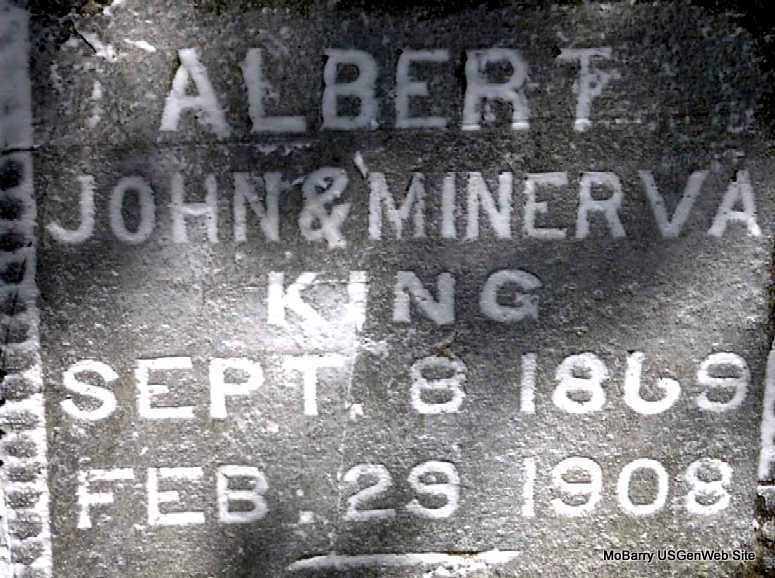 ALBERT
JOHN & MINERVA
KING
SEPT. 8 1869
FEB. 29 1908
MoBarry USGenWeb Site